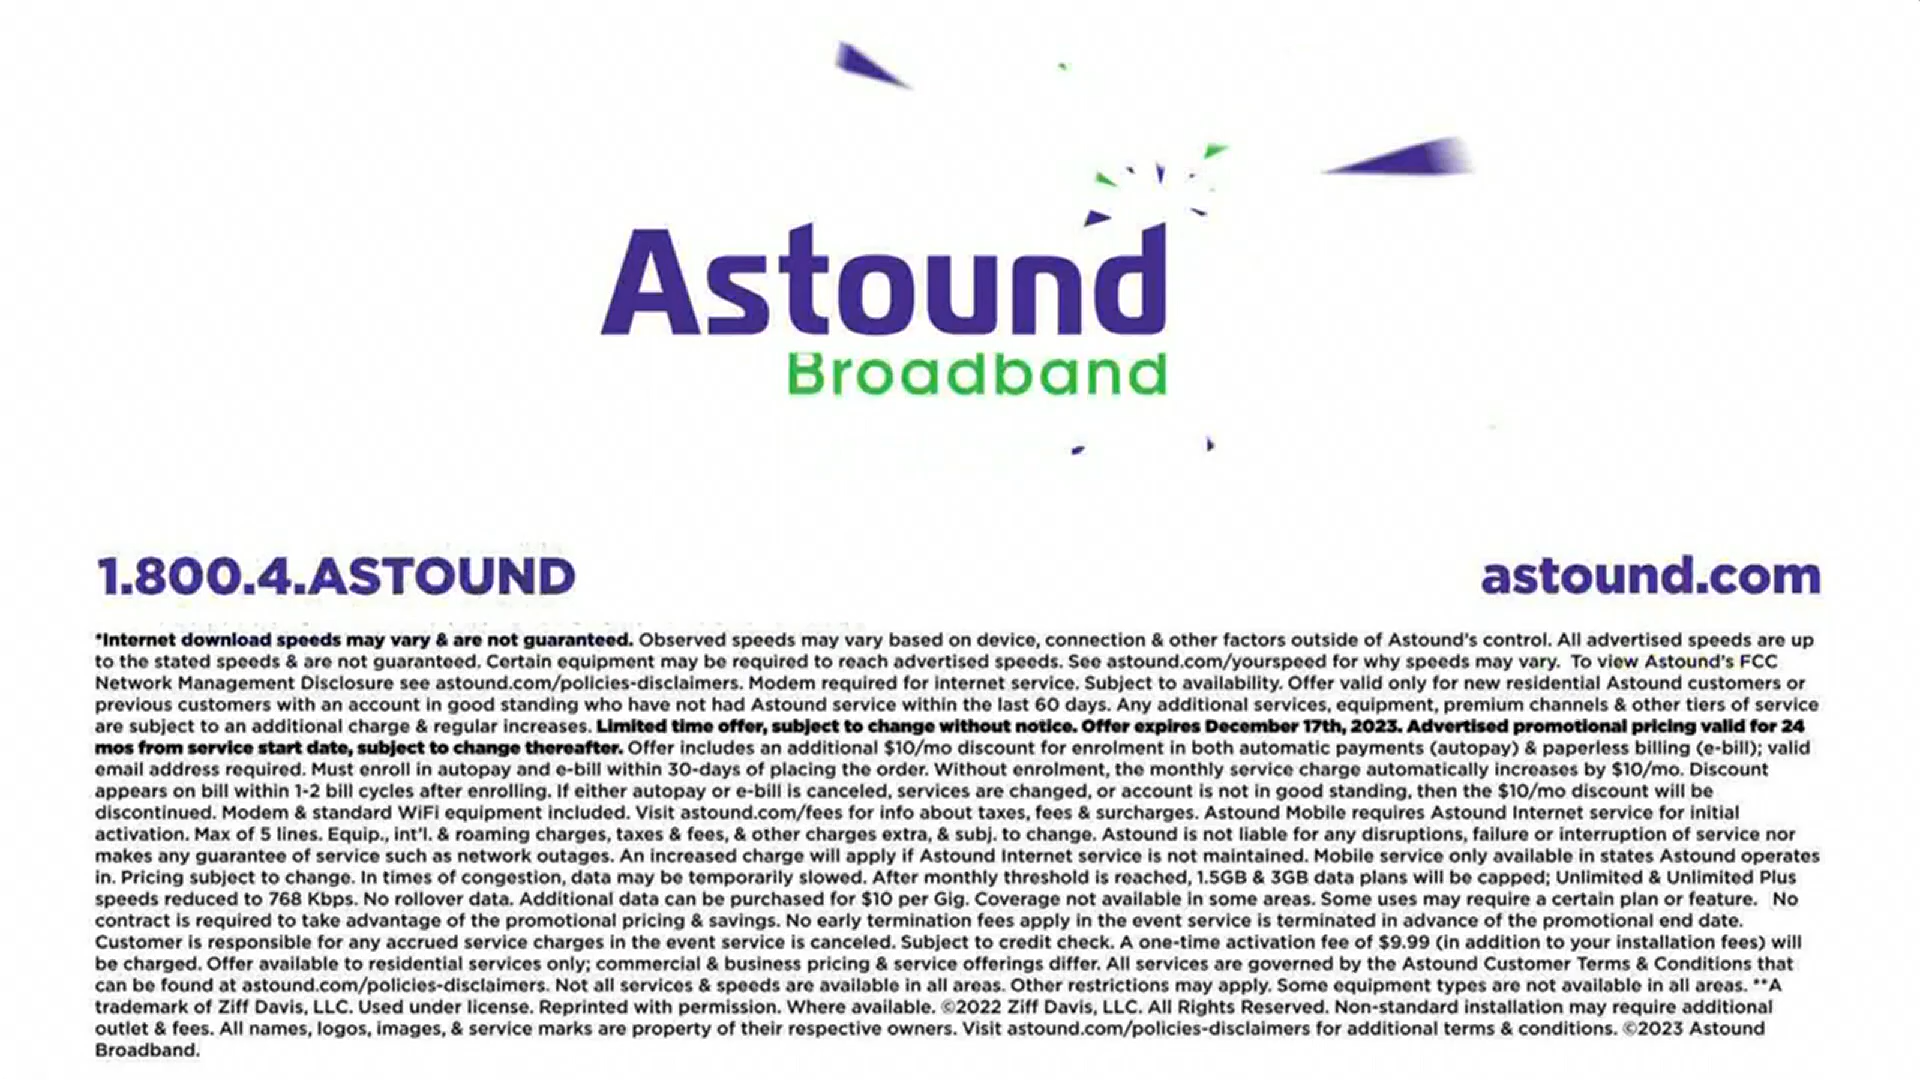 Astound
Broadband
1.800.4.ASTOUND
astound.com
*Internet download speeds may vary & are not guaranteed. Observed speeds may vary based on device, connection & other factors outside of Astound's control. All advertised speeds are up
to the stated speeds & are not guaranteed. Certain equipment may be required to reach advertised speeds. See astound.com/yourspeed for why speeds may vary. To view Astound's FCC
Network Management Disclosure see astound.com/policies-disclaimers. Modem required for internet service. Subject to availability. Offer valid only for new residential Astound customers or
previous customers with an account in good standing who have not had Astound service within the last 60 days. Any additional services, equipment, premium channels & other tiers of service
are subject to an additional charge & regular increases. Limited time offer, subject to change without notice. Offer expires December 17th, 2023. Advertised promotional pricing valid for 24
mos from service start date, subject to change thereafter. Offer includes an additional $10/mo discount for enrolment in both automatic payments (autopay) & paperless billing (e-bill); valid
email address required. Must enroll in autopay and e-bill within 30-days of placing the order. Without enrolment, the monthly service charge automatically increases by $10/mo. Discount
appears on bill within 1-2 bill cycles after enrolling. If either autopay or e-bill is canceled, services are changed, or account is not in good standing, then the $10/mo discount will be
discontinued. Modem & standard WiFi equipment included. Visit astound.com/fees for info about taxes, fees & surcharges. Astound Mobile requires Astound Internet service for initial
activation. Max of 5 lines. Equip., int'l. & roaming charges, taxes & fees, & other charges extra, & subj. to change. Astound is not liable for any disruptions, failure or interruption of service nor
makes any guarantee of service such as network outages. An increased charge will apply if Astound Internet service is not maintained. Mobile service only available in states Astound operates
in. Pricing subject to change. In times of congestion, data may be temporarily slowed. After monthly threshold is reached, 1.5GB & 3GB data plans will be capped; Unlimited & Unlimited Plus
speeds reduced to 768 Kbps. No rollover data. Additional data can be purchased for $10 per Gig. Coverage not available in some areas. Some uses may require a certain plan or feature. No
contract is required to take advantage of the promotional pricing & savings. No early termination fees apply in the event service is terminated in advance of the promotional end date.
Customer is responsible for any accrued service charges in the event service is canceled. Subject to credit check. A one-time activation fee of $9.99 (in addition to your installation fees) will
be charged. Offer available to residential services only; commercial & business pricing & service offerings differ. All services are governed by the Astound Customer Terms & Conditions that
can be found at astound.com/policies-disclaimers. Not all services & speeds are available in all areas. Other restrictions may apply. Some equipment types are not available in all areas. **A
trademark of Ziff Davis, LLC. Used under license. Reprinted with permission. Where available. ©2022 Ziff Davis, LLC. All Rights Reserved. Non-standard installation may require additional
outlet & fees. All names, logos, images, & service marks are property of their respective owners. Visit astound.com/policies-disclaimers for additional terms & conditions. ©2023 Astound
Broadband.